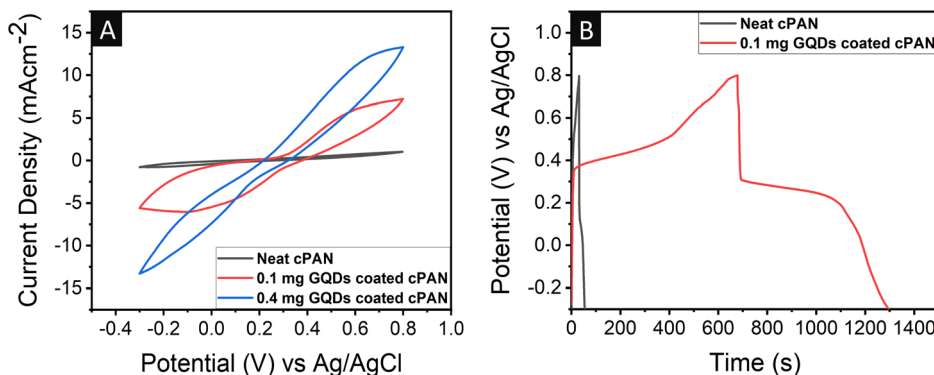 A
Current Density (mAcm-2)
15
10
5
0
-5
-10
-15
Neat cPAN
0.1 mg GQDs coated cPAN
0.4 mg GQDs coated cPAN
-0.4 -0.2 0.0 0.2 0.4 0.6 0.8 1.0
Potential (V) vs Ag/AgCl
B
Potential (V) vs Ag/AgCl
1.0
0.8
0.6
0.4
0.2
0.0
-0.2
Neat cPAN
0.1 mg GQDs coated cPAN
0 200 400 600 800 1000 1200 1400
Time (s)